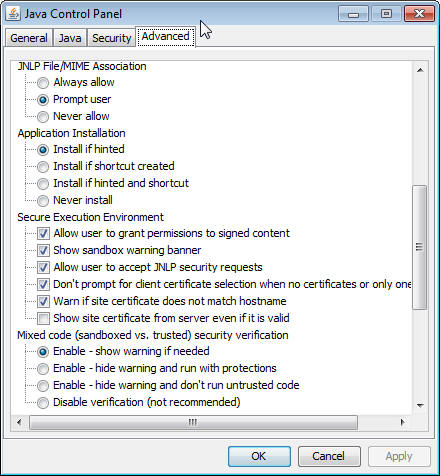 Java Control Panel
General Java Security Advanced
JNLP File/MIME Association
Always allow
Prompt user
Never allow
Application Installation
Install if hinted
Install if shortcut created
Install if hinted and shortcut
Never install
Secure Execution Environment
Allow user to grant permissions to signed content
Show sandbox warning banner
Allow user to accept JNLP security requests
Don't prompt for client certificate selection when no certificates or only one
Warn if site certificate does not match hostname
Show site certificate from server even if it is valid
Mixed code (sandboxed vs. trusted) security verification
Enable - show warning if needed
Enable - hide warning and run with protections
Enable - hide warning and don't run untrusted code
Disable verification (not recommended)
OK Cancel Apply